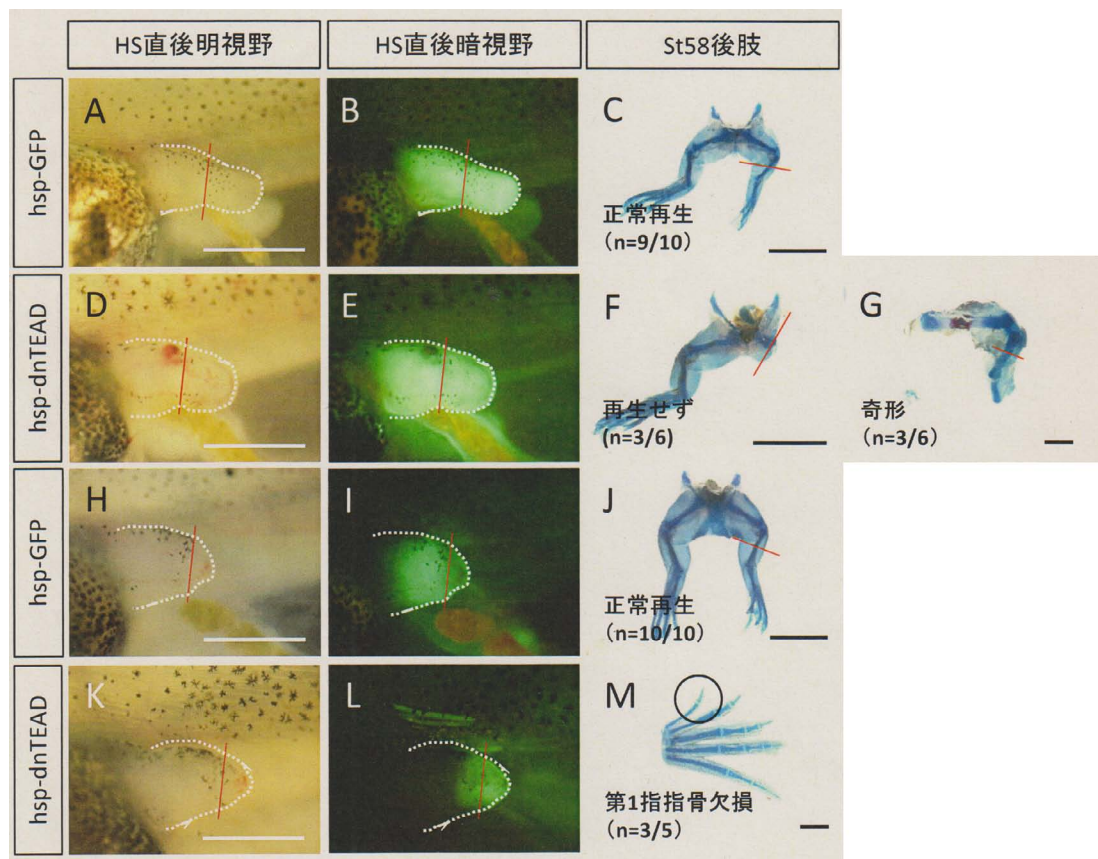 HS直後明視野
HS直後暗視野
St58後肢
hsp-GFP
A
B
C
正常再生
(n=9/10)
hsp-dnTEAD
D
E
F
再生せず
(n=3/6)
G
奇形
(n=3/6)
hsp-GFP
H
I
J
正常再生
(n=10/10)
hsp-dnTEAD
K
L
M
第1指指骨欠損
(n=3/5)